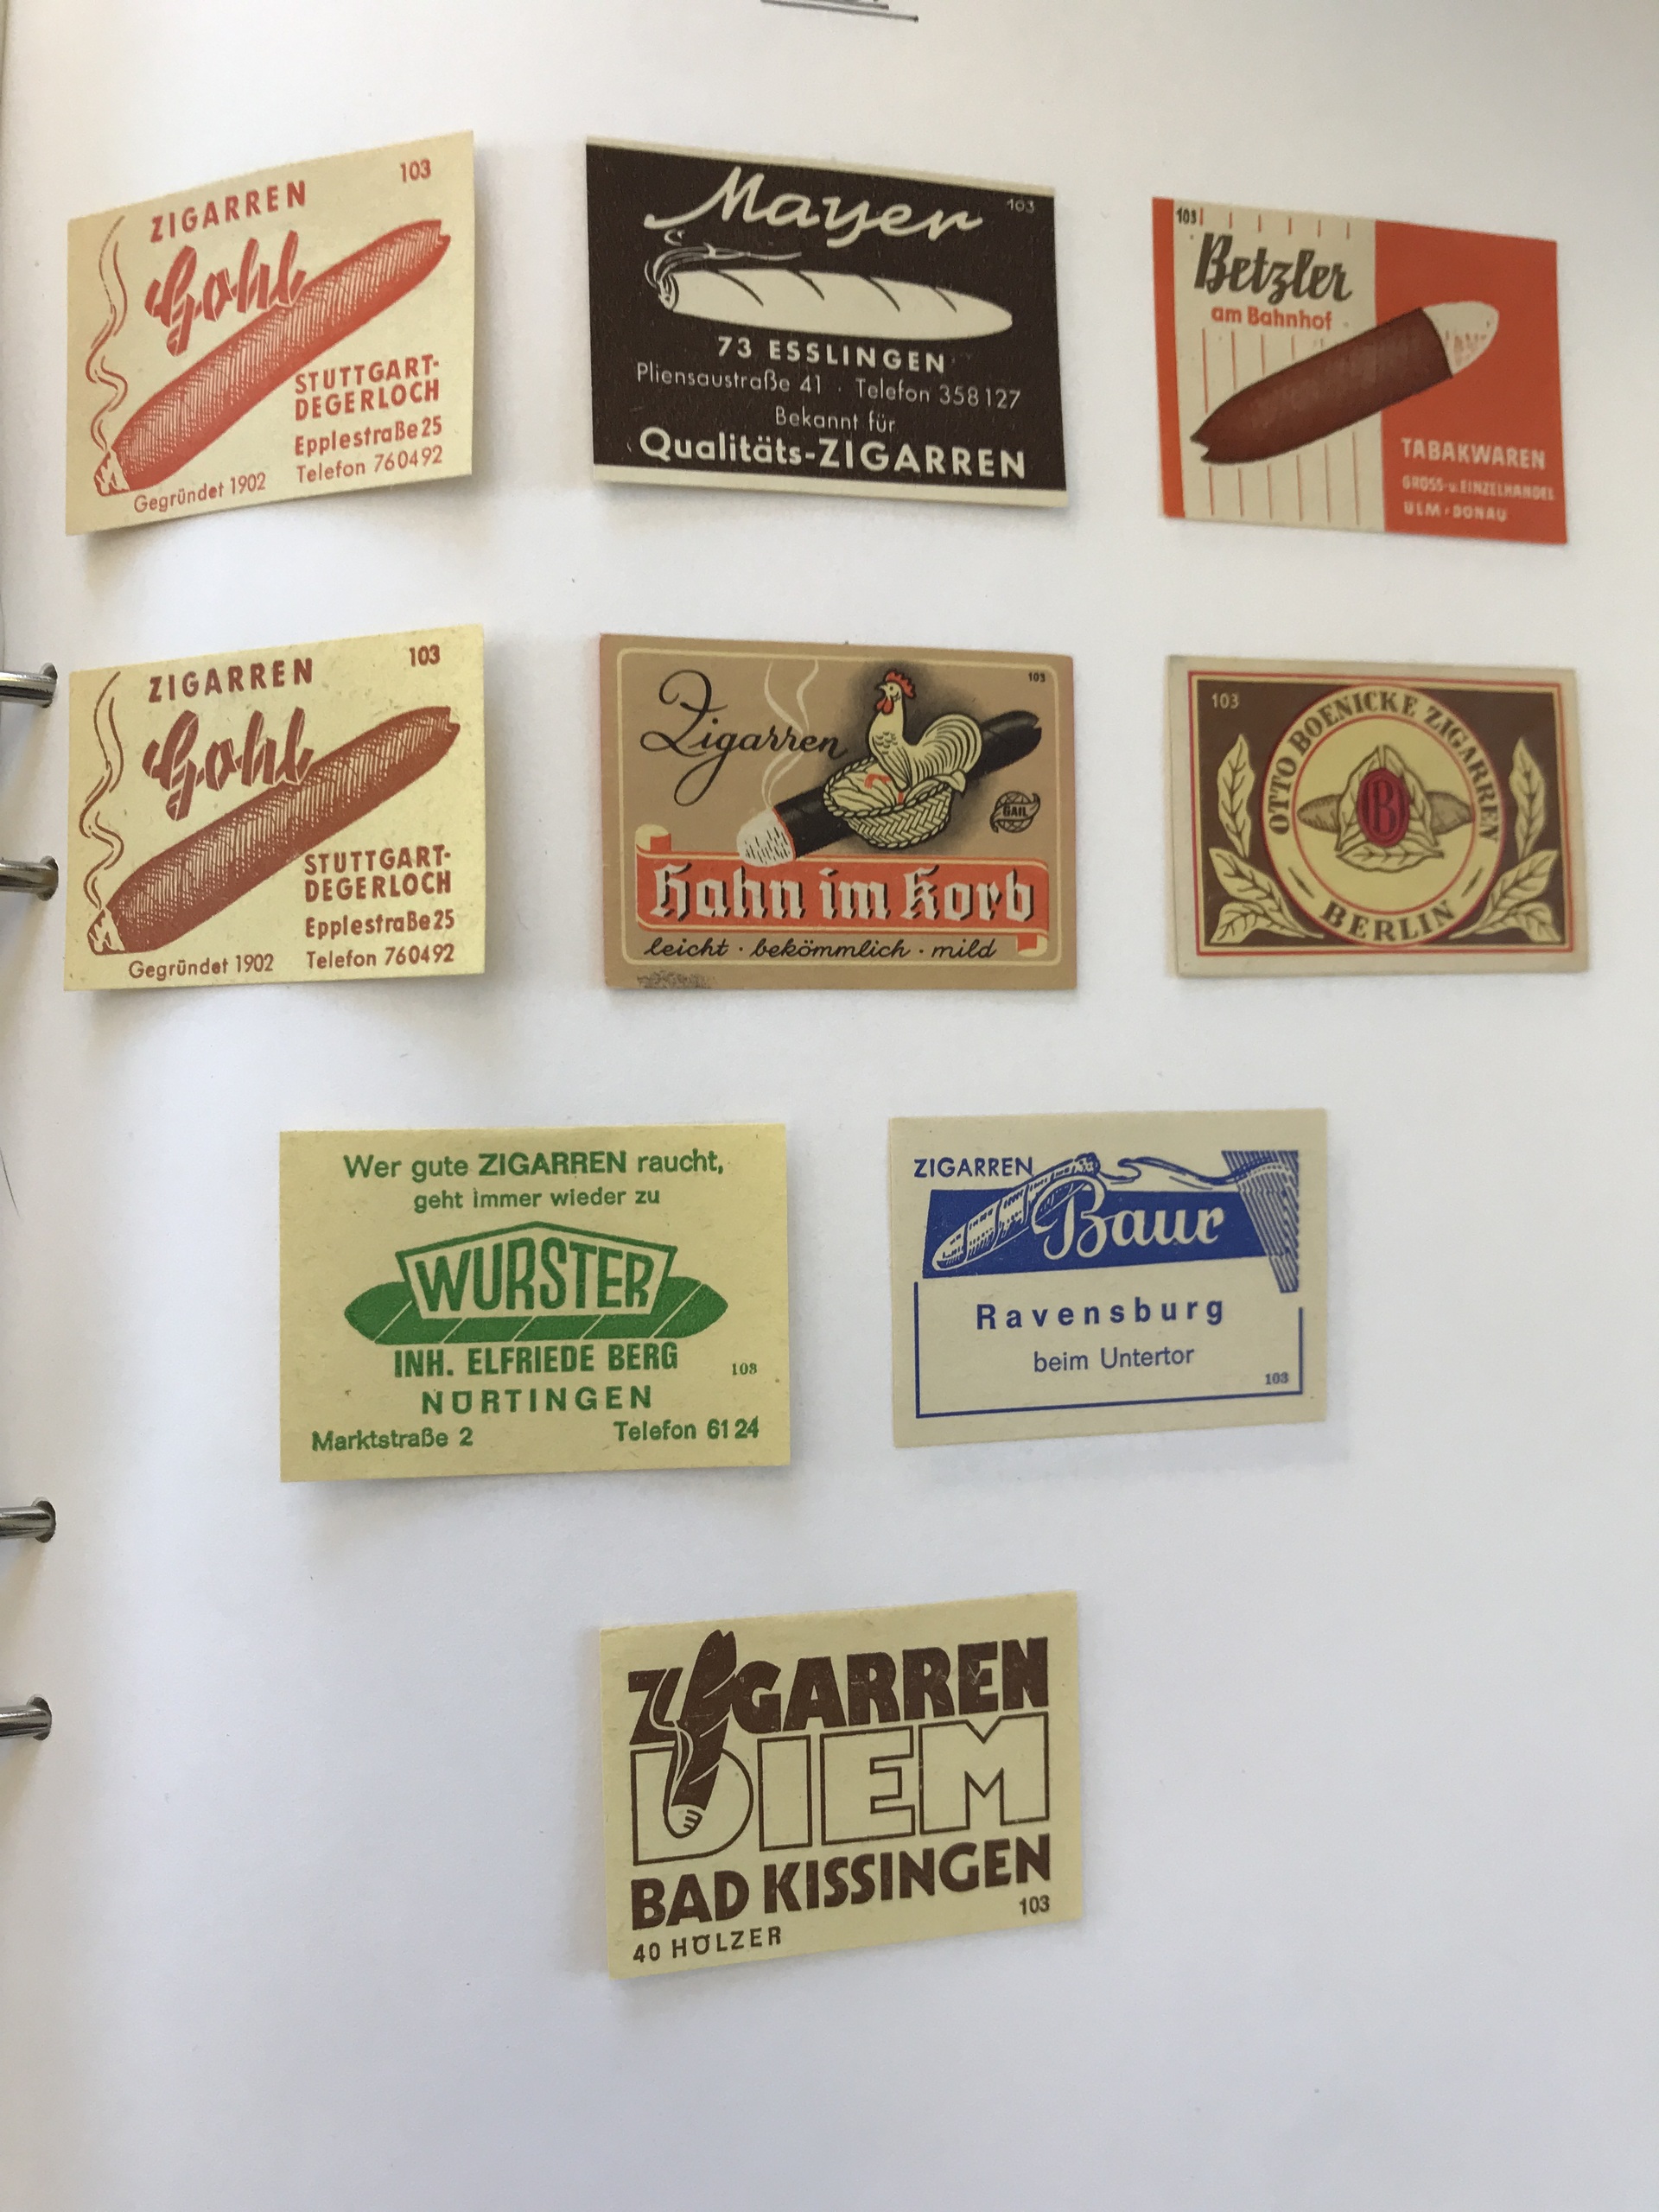 103
ZIGARREN
Gohl
STUTTGART-
DEGERLOCH
Epplestraße 25
Telefon 760492
Gegründet 1902
Mayer
103
73 ESSLINGEN
Pliensaustraße 41 · Telefon 358127
Bekannt für
Qualitäts-ZIGARREN
103
Betzler
am Bahnhof
TABAKWAREN
GROSS- u. EINZELHANDEL
ULM · DONAU
103
ZIGARREN
Gohl
STUTTGART-
DEGERLOCH
Epplestraße 25
Telefon 760492
Gegründet 1902
103
Zigarren
GAIL
Hahn im Korb
leicht · bekömmlich · mild
103
OTTO BOENICKE ZIGARREN
B
— BERLIN —
Wer gute ZIGARREN raucht,
geht immer wieder zu
WURSTER
INH. ELFRIEDE BERG
103
NÜRTINGEN
Marktstraße 2 Telefon 61 24
ZIGARREN
Baur
Ravensburg
beim Untertor
103
ZIGARREN
DIEM
BAD KISSINGEN
103
40 HÖLZER